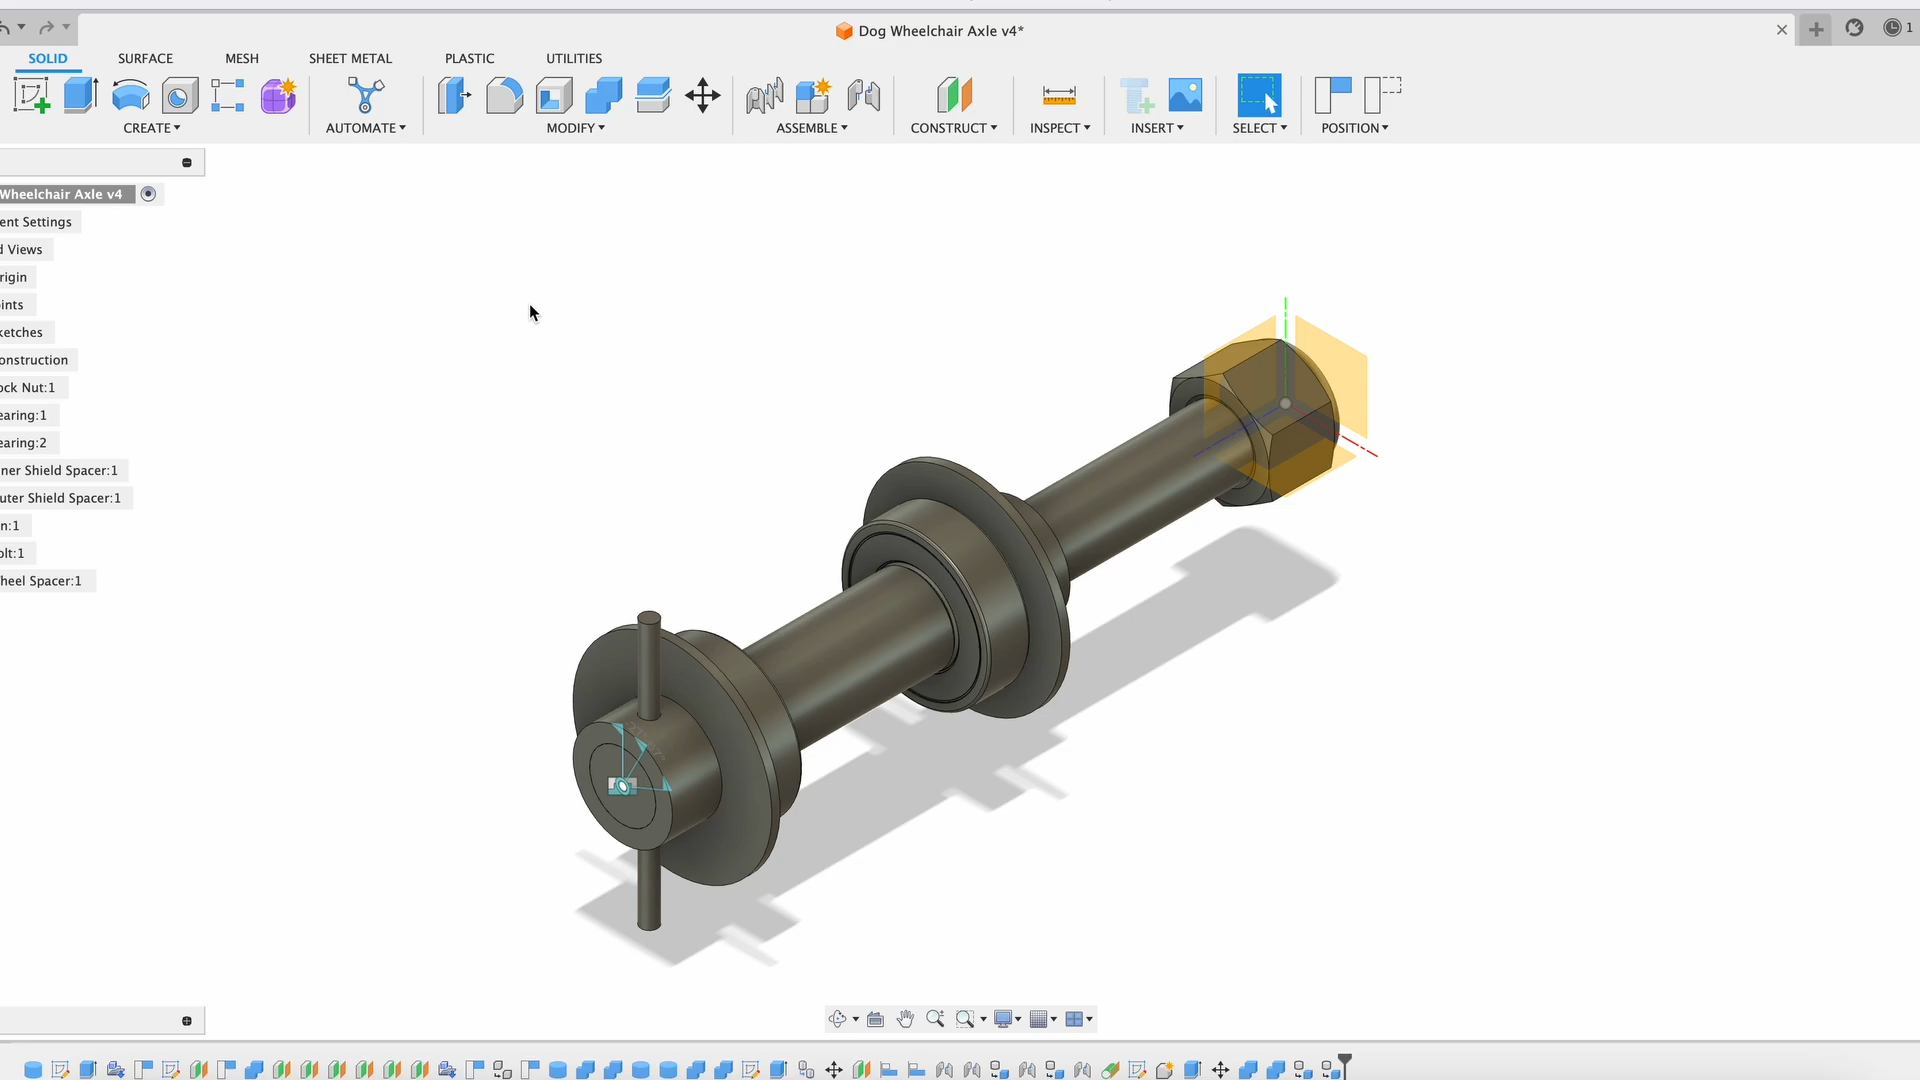 Dog Wheelchair Axle v4*
1
SOLID
SURFACE
MESH
SHEET METAL
PLASTIC
UTILITIES
CREATE
AUTOMATE
MODIFY
ASSEMBLE
CONSTRUCT
INSPECT
INSERT
SELECT
POSITION
Wheelchair Axle v4
ent Settings
d Views
rigin
ints
ketches
onstruction
ock Nut:1
earing:1
earing:2
ner Shield Spacer:1
uter Shield Spacer:1
n:1
olt:1
heel Spacer:1